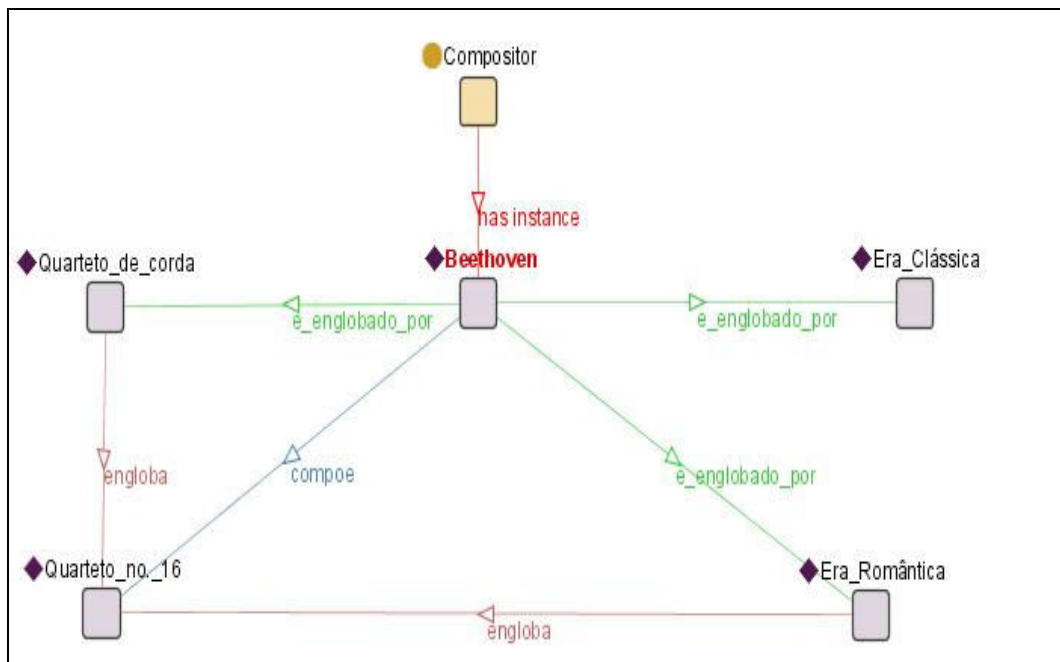 Compositor
has instance
Quarteto_de_corda
Beethoven
Era_Clássica
e_englobado_por
e_englobado_por
engloba
compoe
e_englobado_por
Quarteto_no._16
Era_Romântica
engloba